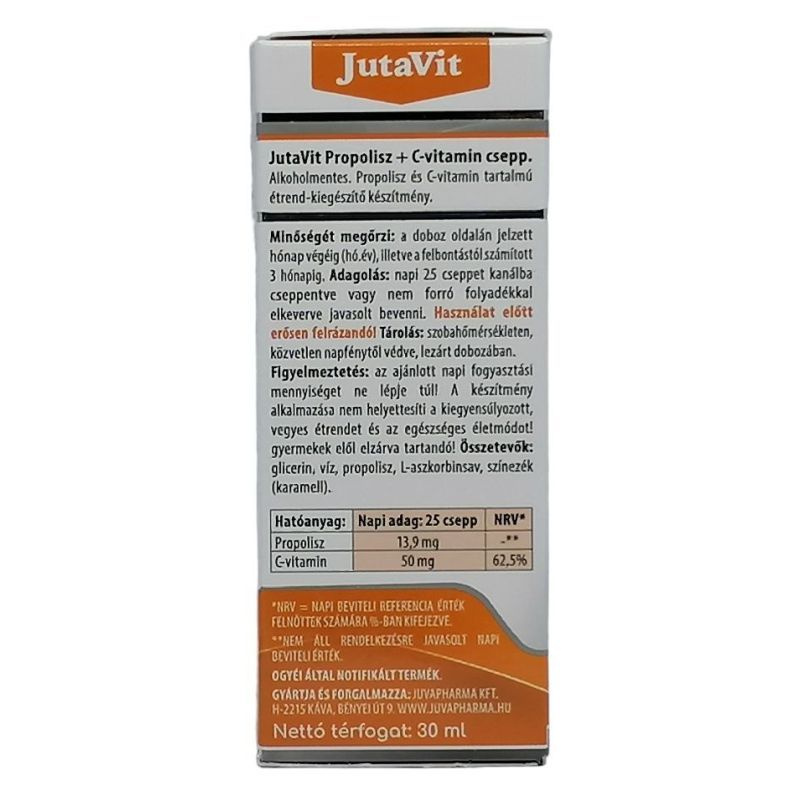 JutaVit
JutaVit Propolisz + C-vitamin csepp.
Alkoholmentes. Propolisz és C-vitamin tartalmú
étrend-kiegészítő készítmény.
Minőségét megőrzi: a doboz oldalán jelzett
hónap végéig (hó.év), illetve a felbontástól számított
3 hónapig. Adagolás: napi 25 cseppet kanálba
cseppentve vagy nem forró folyadékkal
elkeverve javasolt bevenni. Használat előtt
erősen felrázandó! Tárolás: szobahőmérsékleten,
közvetlen napfénytől védve, lezárt dobozában.
Figyelmeztetés: az ajánlott napi fogyasztási
mennyiséget ne lépje túl! A készítmény
alkalmazása nem helyettesíti a kiegyensúlyozott,
vegyes étrendet és az egészséges életmódot!
gyermekek elől elzárva tartandó! Összetevők:
glicerin, víz, propolisz, L-aszkorbinsav, színezék
(karamell).
Hatóanyag: Napi adag: 25 csepp NRV*
Propolisz 13,9 mg -**
C-vitamin 50 mg 62,5%
*NRV = NAPI BEVITELI REFERENCIA ÉRTÉK
FELNŐTTEK SZÁMÁRA %-BAN KIFEJEZVE.
**NEM ÁLL RENDELKEZÉSRE JAVASOLT NAPI
BEVITELI ÉRTÉK.
OGYÉI ÁLTAL NOTIFIKÁLT TERMÉK.
GYÁRTJA ÉS FORGALMAZZA: JUVAPHARMA KFT.
H-2215 KÁVA, BÉNYEI ÚT 9. WWW.JUVAPHARMA.HU
Nettó térfogat: 30 ml